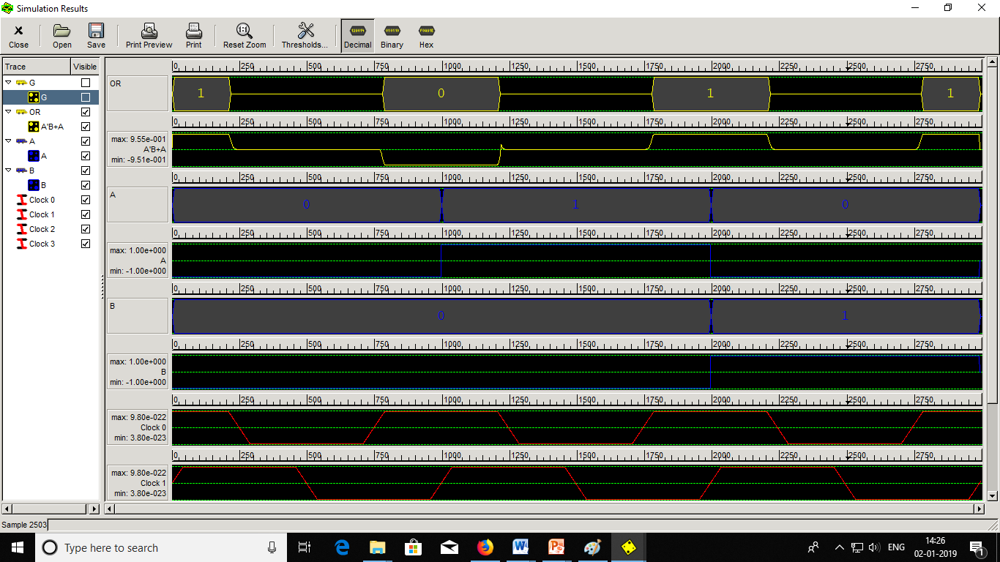 Simulation Results
Close Open Save Print Preview Print Reset Zoom Thresholds... Decimal Binary Hex
Trace Visible
G
G
OR
A'B+A
A
A
B
B
Clock 0
Clock 1
Clock 2
Clock 3
0 250 500 750 1000 1250 1500 1750 2000 2250 2500 2750
OR
1 0 1 1
0 250 500 750 1000 1250 1500 1750 2000 2250 2500 2750
max: 9.55e-001
A'B+A
min: -9.51e-001
0 250 500 750 1000 1250 1500 1750 2000 2250 2500 2750
A
0 1 0
0 250 500 750 1000 1250 1500 1750 2000 2250 2500 2750
max: 1.00e+000
A
min: -1.00e+000
0 250 500 750 1000 1250 1500 1750 2000 2250 2500 2750
B
0 1
0 250 500 750 1000 1250 1500 1750 2000 2250 2500 2750
max: 1.00e+000
B
min: -1.00e+000
0 250 500 750 1000 1250 1500 1750 2000 2250 2500 2750
max: 9.80e-022
Clock 0
min: 3.80e-023
0 250 500 750 1000 1250 1500 1750 2000 2250 2500 2750
max: 9.80e-022
Clock 1
min: 3.80e-023
Sample 2503
Type here to search
ENG
14:26
02-01-2019
1